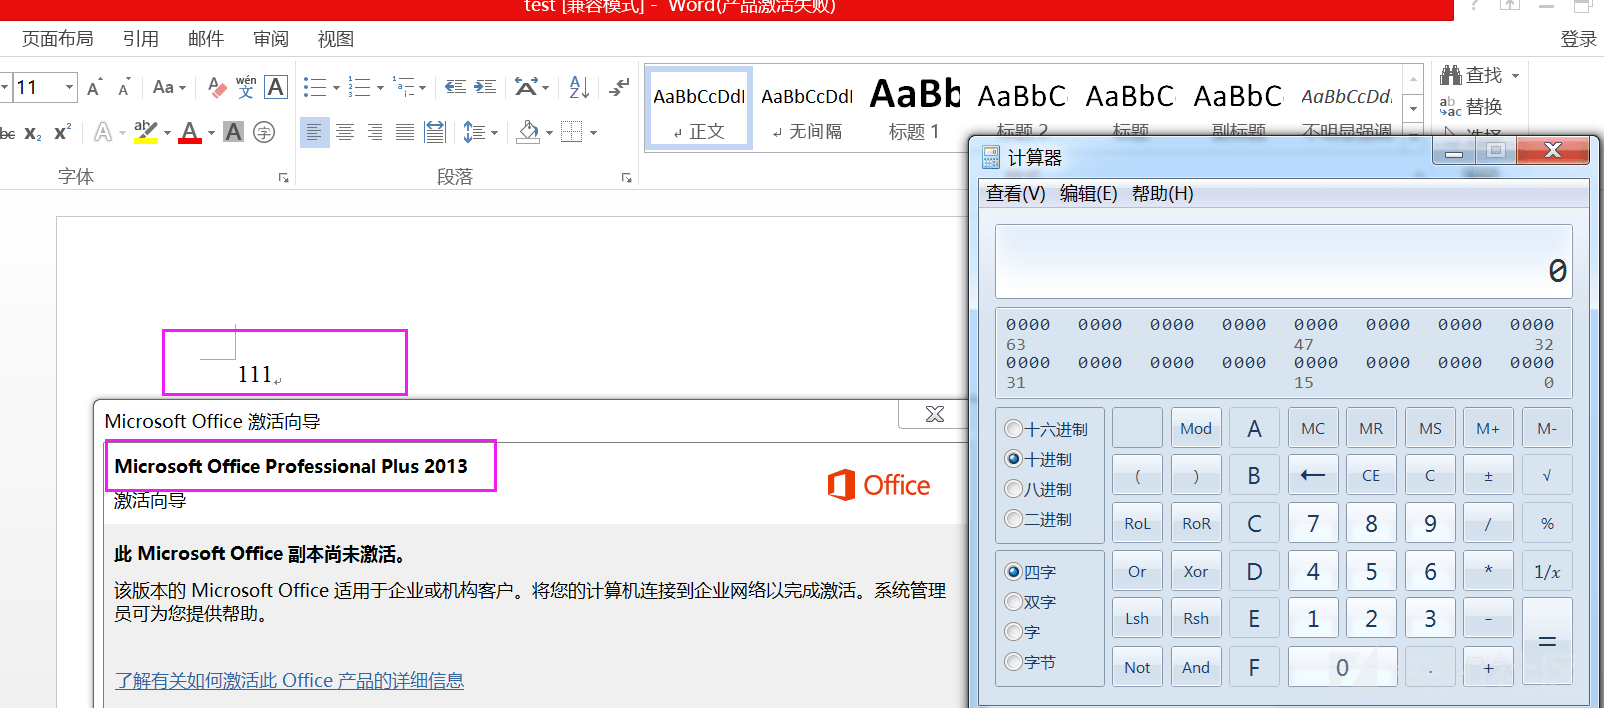 test [兼容模式] - Word(产品激活失败)
页面布局 引用 邮件 审阅 视图 登录
11 Aa wén 文 A
abc X₂ X² A ab A A 字
字体 段落
AaBbCcDdI AaBbCcDdI AaBb AaBbC AaBbC AaBbC AaBbCcDdI
正文 无间隔 标题 1 标题 2 标题 副标题 不明显强调
查找
替换
选择
111
Microsoft Office 激活向导
Microsoft Office Professional Plus 2013
激活向导
Office
此 Microsoft Office 副本尚未激活。
该版本的 Microsoft Office 适用于企业或机构客户。将您的计算机连接到企业网络以完成激活。系统管理
员可为您提供帮助。
了解有关如何激活此 Office 产品的详细信息
计算器
查看(V) 编辑(E) 帮助(H)
0
0000 0000 0000 0000 0000 0000 0000 0000
63 47 32
0000 0000 0000 0000 0000 0000 0000 0000
31 15 0
十六进制
十进制
八进制
二进制
四字
双字
字
字节
Mod A MC MR MS M+ M-
( ) B ← CE C ± √
RoL RoR C 7 8 9 / %
Or Xor D 4 5 6 * 1/x
Lsh Rsh E 1 2 3 - =
Not And F 0 . +